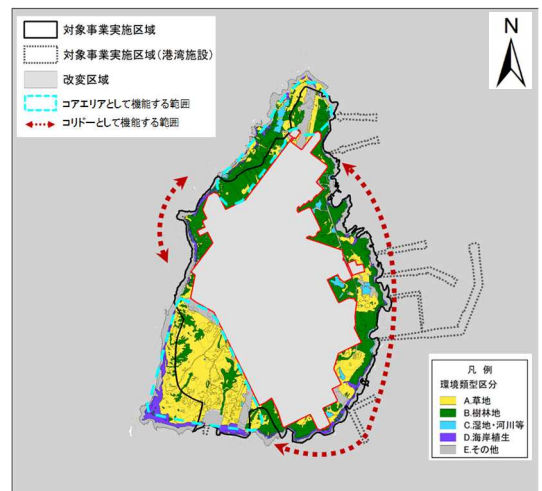 対象事業実施区域
対象事業実施区域(港湾施設)
改変区域
コアエリアとして機能する範囲
コリドーとして機能する範囲
N
凡 例
環境類型区分
A.草地
B.樹林地
C.湿地・河川等
D.海岸植生
E.その他